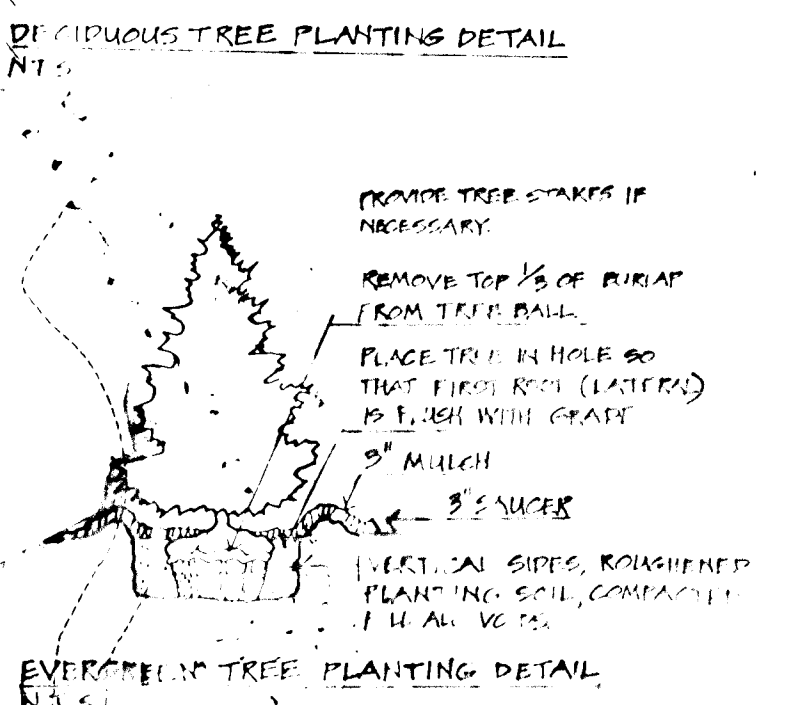 DECIDUOUS TREE PLANTING DETAIL
NTS
PROVIDE TREE STAKES IF
NECESSARY.
REMOVE TOP 1/3 OF BURLAP
FROM TREE BALL
PLACE TREE IN HOLE SO
THAT FIRST ROOT (LATERAL)
IS FLUSH WITH GRADE
3" MULCH
3" SAUCER
VERTICAL SIDES, ROUGHENED
PLANTING SOIL, COMPACTED
EVERGREEN TREE PLANTING DETAIL
NTS